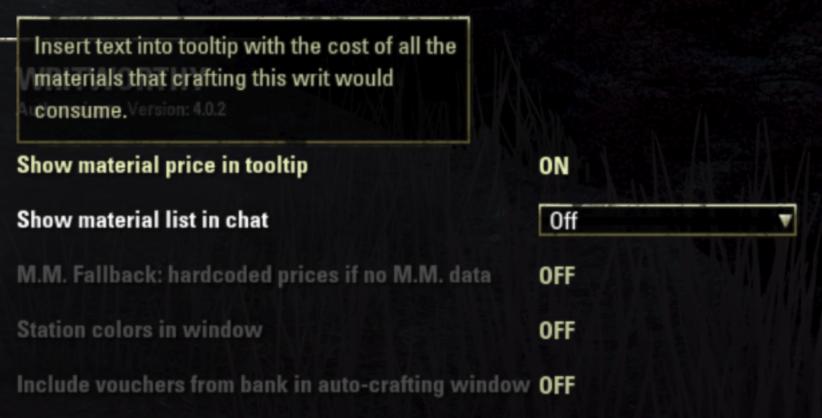 Insert text into tooltip with the cost of all the
materials that crafting this writ would
consume.
WRITWORTHY
Version: 4.0.2
Show material price in tooltip ON
Show material list in chat Off
M.M. Fallback: hardcoded prices if no M.M. data OFF
Station colors in window OFF
Include vouchers from bank in auto-crafting window OFF